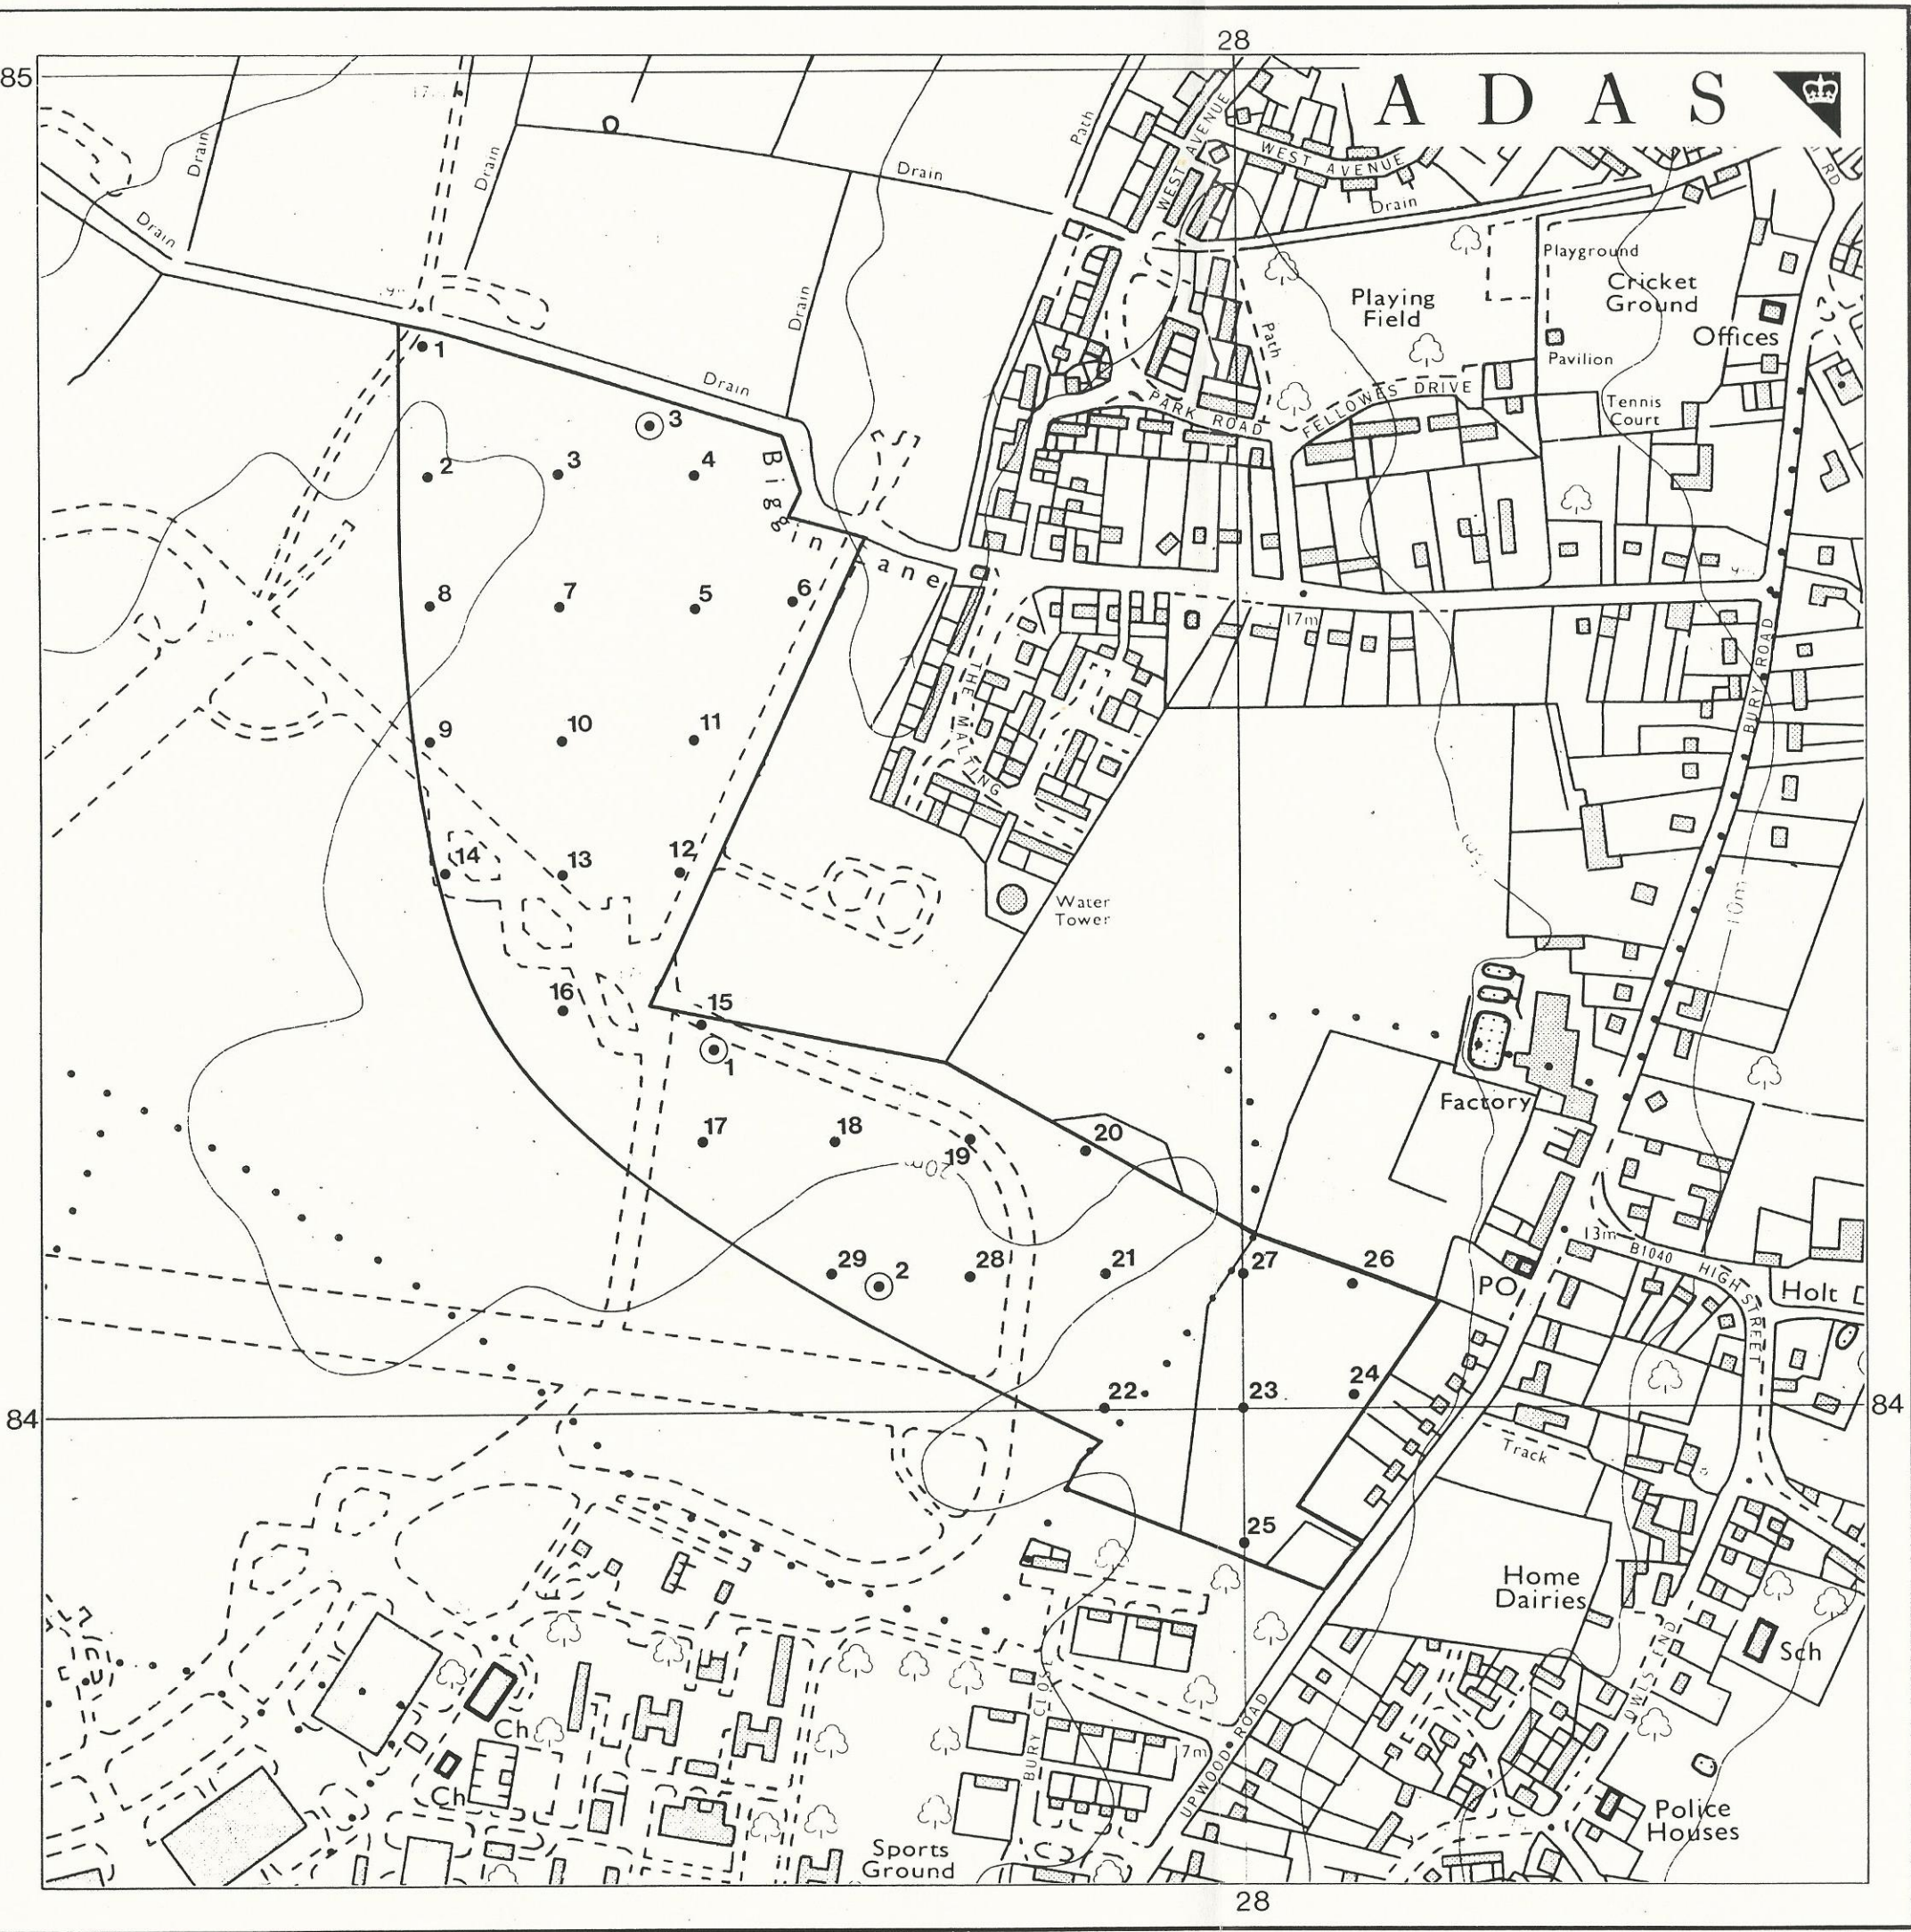 28
85
A D A S
17m
Path
WEST AVENUE
WEST AVENUE
RD
Drain
Drain
Drain
Drain
Drain
Playground
Cricket
Ground
Playing
Field
Offices
Path
Drain
1
Drain
Pavilion
3
PARK ROAD
FELLOWES DRIVE
Tennis
Court
2
3
4
Biggin Lane
8
7
5
6
17m
THE MALTING
BURY ROAD
9
10
11
14
13
12
Water
Tower
10m
16
15
1
Factory
17
18
19
20
20m
13m
B1040
HIGH STREET
29
2
28
21
27
26
PO
Holt
22
23
24
84
84
Track
25
Home
Dairies
OWLS END
Sch
Ch
BURY CLOSE
UPWOOD ROAD
17m
Ch
Sports
Ground
Police
Houses
28